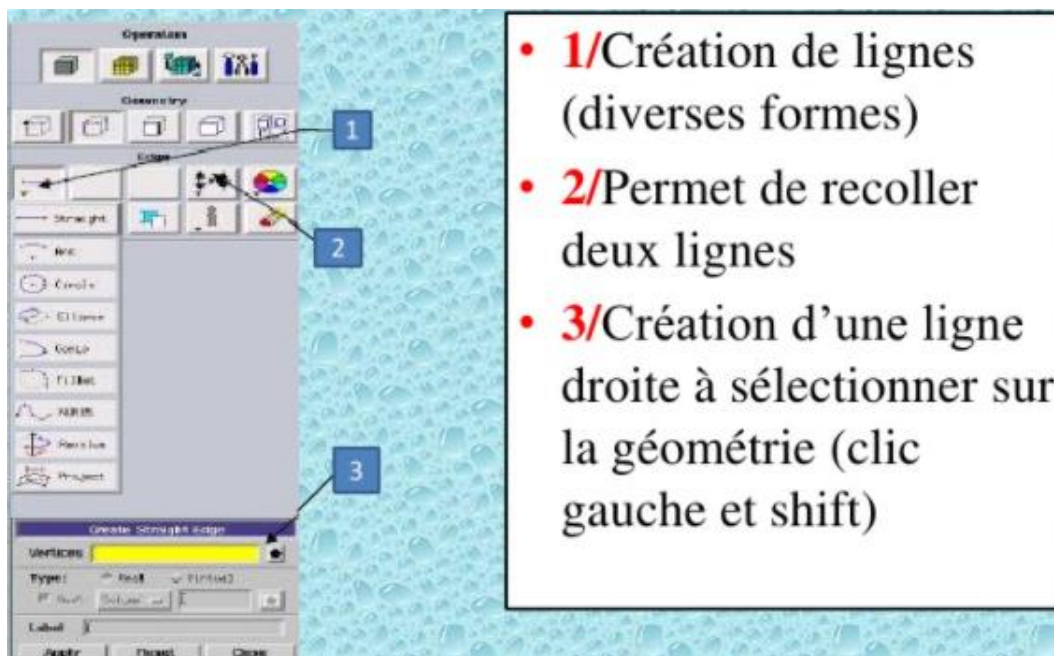 Operation
Geometry
1
Edge
Straight
2
Arc
Circle
Ellipse
Conic
Fillet
NURBS
Revolve
Project
3
Create Straight Edge
Vertices
Type: Real Virtual
Label
Apply Reset Close
• 1/Création de lignes
(diverses formes)
• 2/Permet de recoller
deux lignes
• 3/Création d’une ligne
droite à sélectionner sur
la géométrie (clic
gauche et shift)